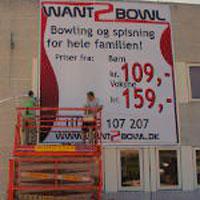 WANT2BOWL
Bowling og spisning
for hele familien!
Priser fra:
Børn
kr. 109,-
Voksne
kr. 159,-
107 207
WWW.WANT2BOWL.DK